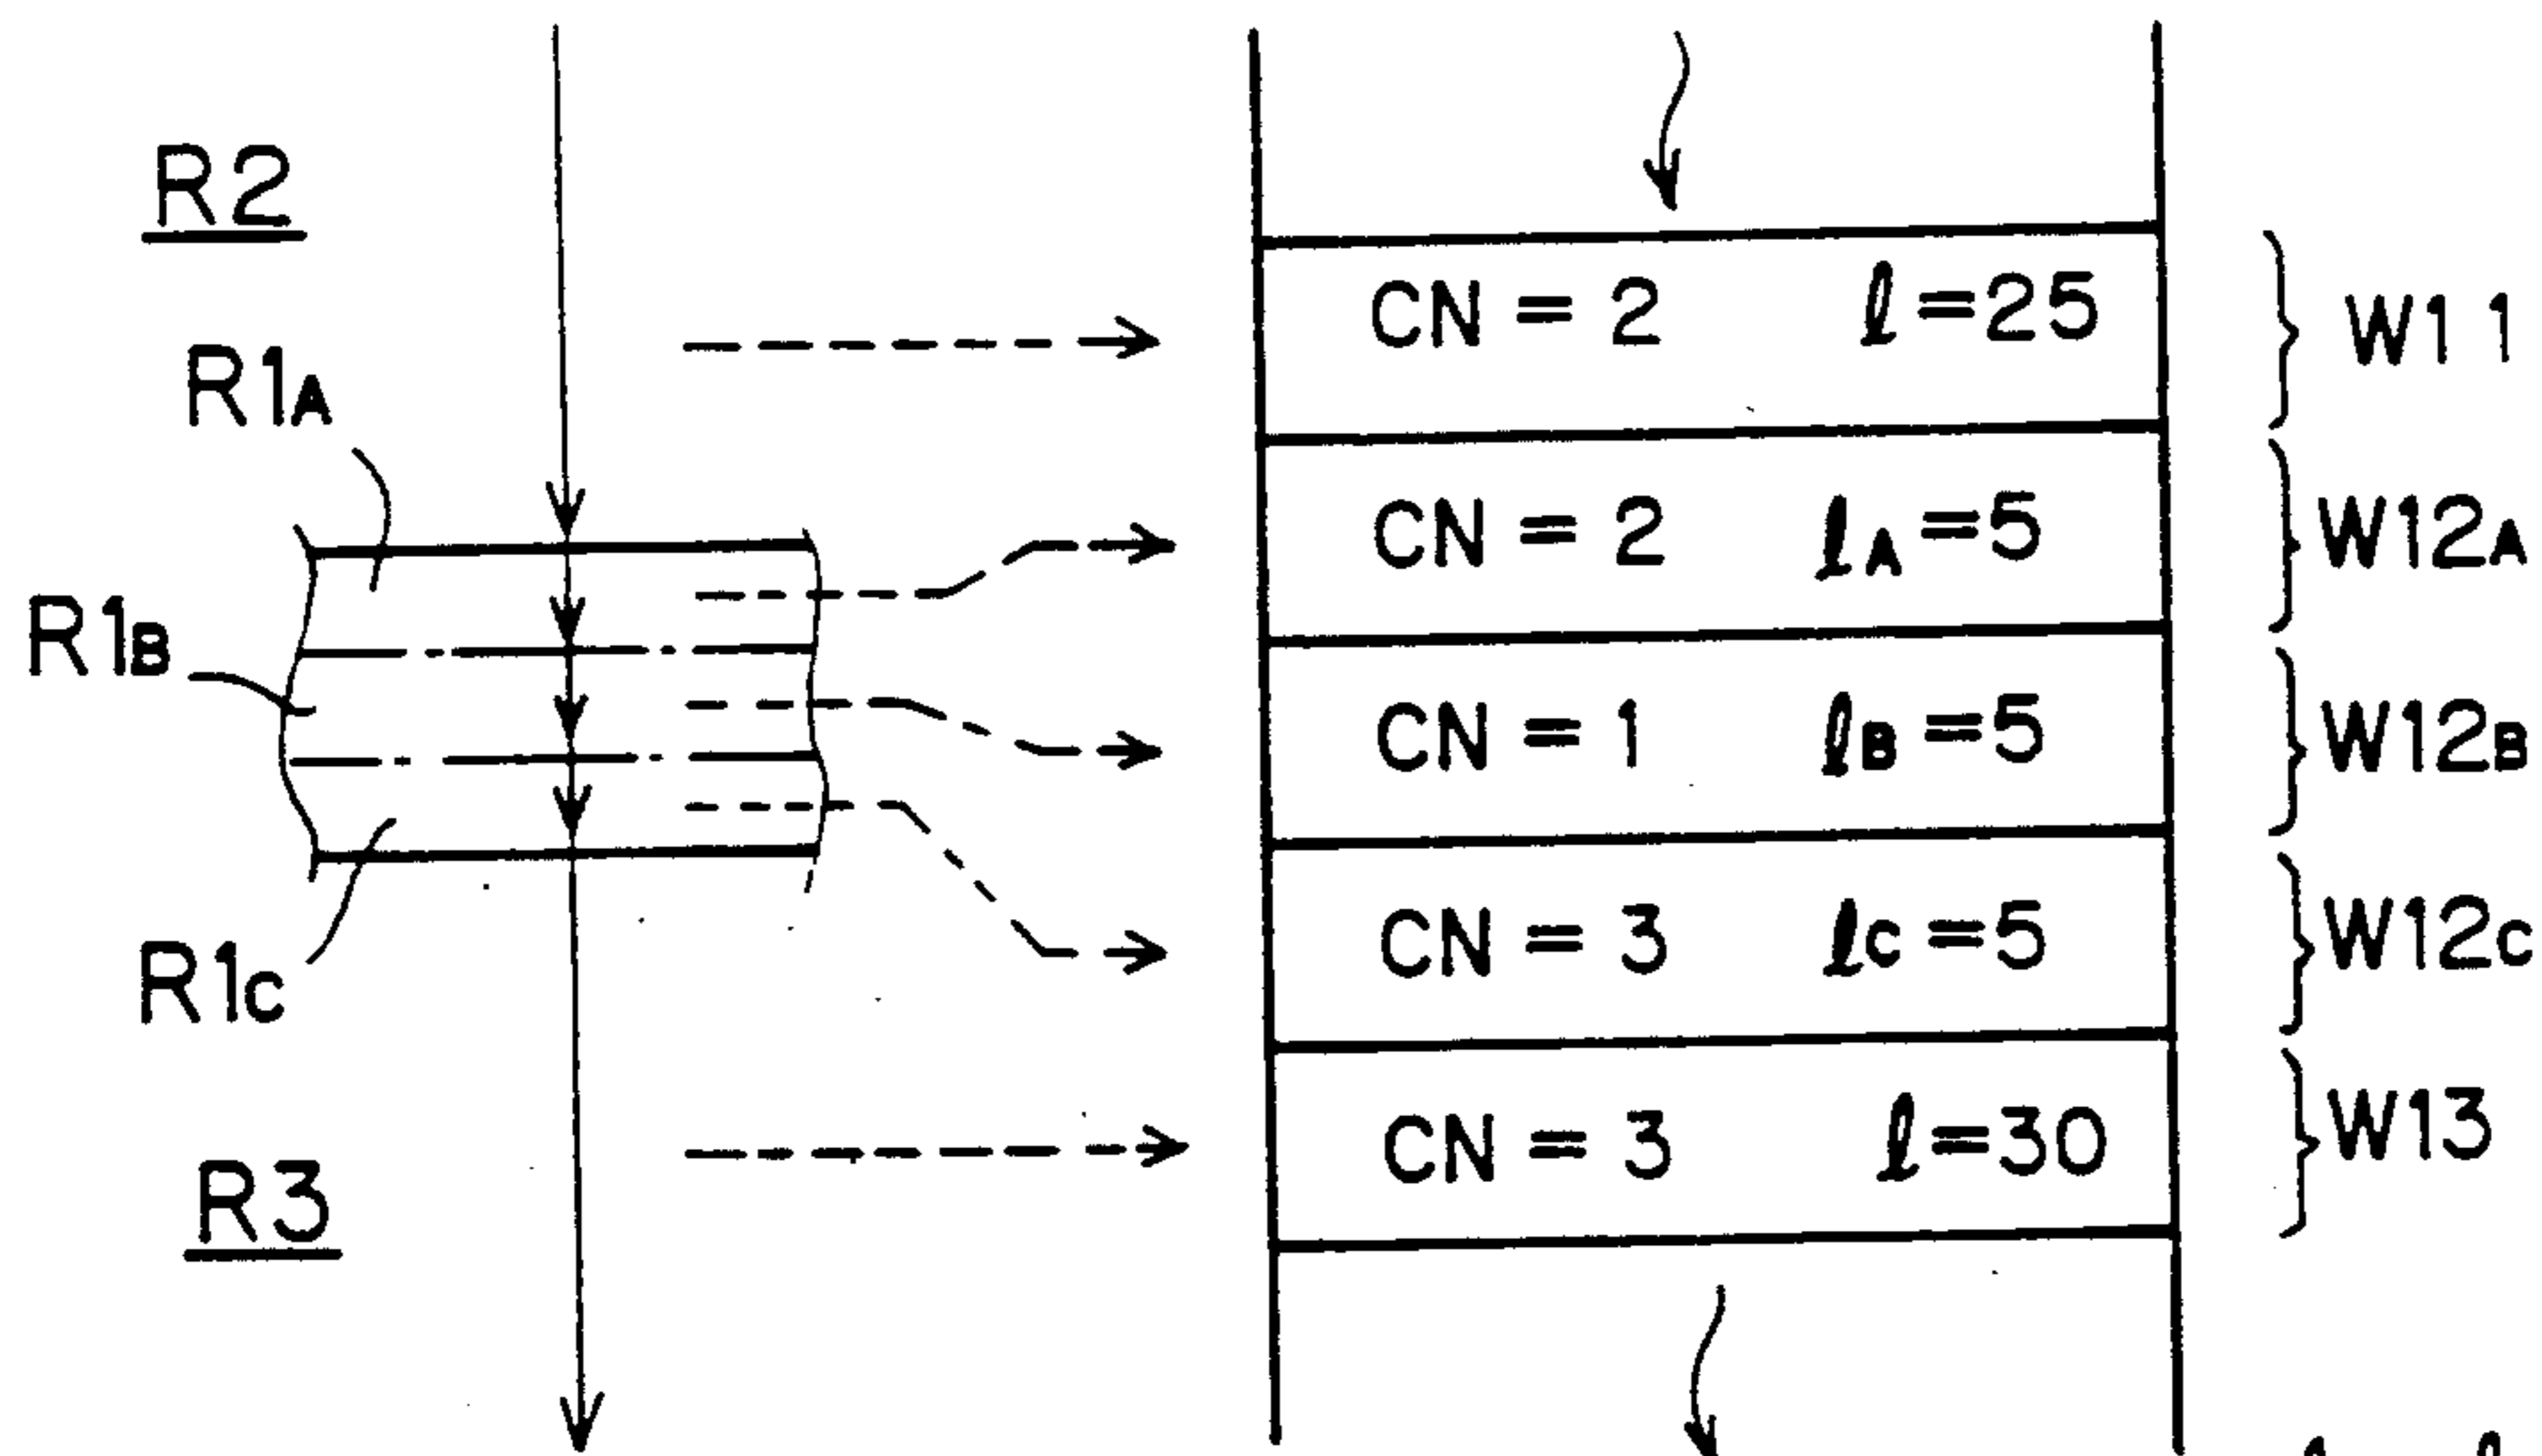 R2
R1A
R1B
R1C
R3
CN = 2 ℓ = 25 W11
CN = 2 ℓA = 5 W12A
CN = 1 ℓB = 5 W12B
CN = 3 ℓC = 5 W12C
CN = 3 ℓ = 30 W13